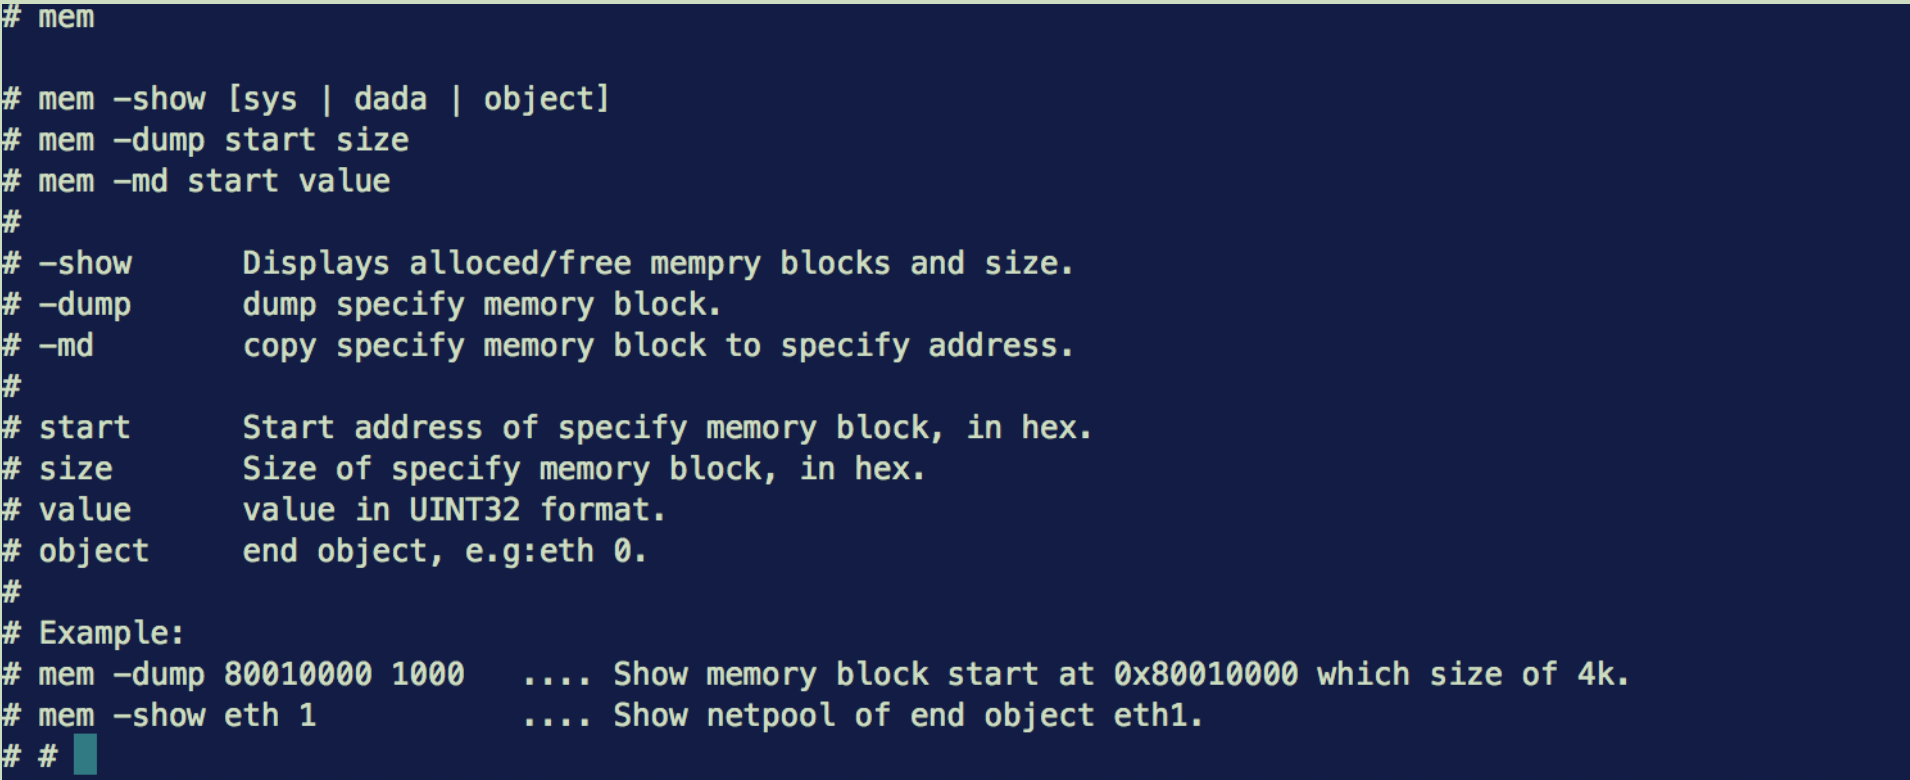 # mem
# mem -show [sys | dada | object]
# mem -dump start size
# mem -md start value
#
# -show      Displays alloced/free mempry blocks and size.
# -dump      dump specify memory block.
# -md        copy specify memory block to specify address.
#
# start      Start address of specify memory block, in hex.
# size       Size of specify memory block, in hex.
# value      value in UINT32 format.
# object     end object, e.g:eth 0.
#
# Example:
# mem -dump 80010000 1000   .... Show memory block start at 0x80010000 which size of 4k.
# mem -show eth 1           .... Show netpool of end object eth1.
# #